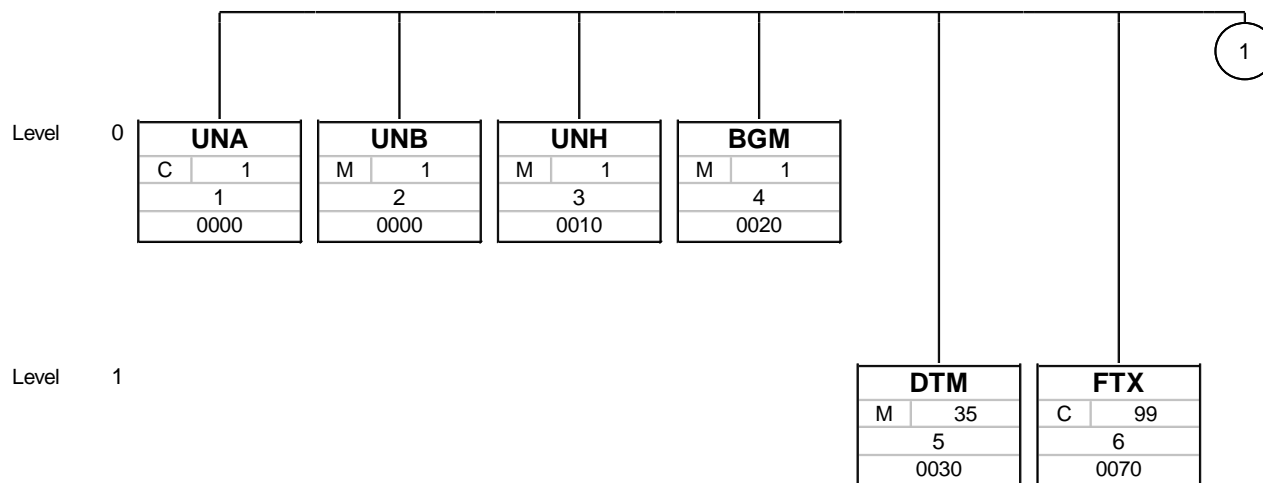 1
Level 0
UNA UNB UNH BGM
C 1 M 1 M 1 M 1
1 2 3 4
0000 0000 0010 0020
Level 1
DTM FTX
M 35 C 99
5 6
0030 0070